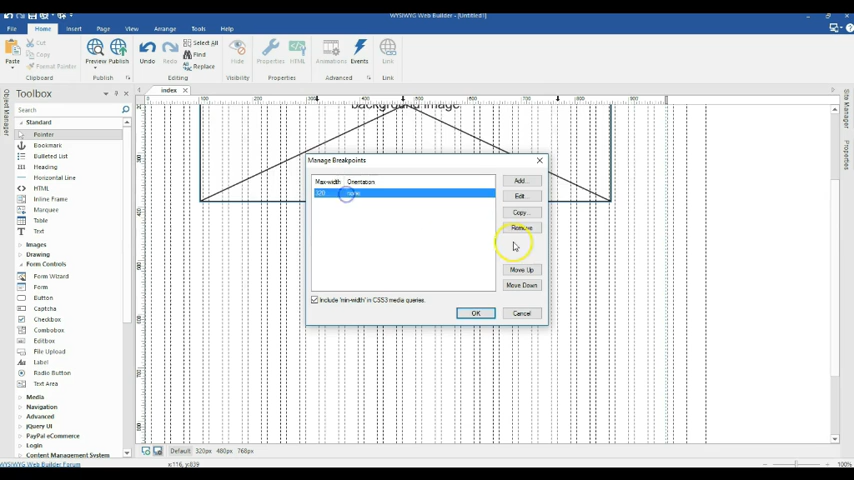 WYSIWYG Web Builder - [Untitled!]
File Home Insert Page View Arrange Tools Help
Paste Cut Copy Format Painter
Clipboard
Preview Publish
Publish
Undo Redo Select All Find Replace
Editing
Hide
Visibility
Properties HTML
Properties
Animations Events
Advanced
Link
Link
Toolbox
index
Search
Standard
Pointer
Bookmark
Bulleted List
Heading
Horizontal Line
HTML
Inline Frame
Marquee
Table
Text
Images
Drawing
Form Controls
Form Wizard
Form
Button
Captcha
Checkbox
Combobox
Editbox
File Upload
Label
Radio Button
Text Area
Media
Navigation
Advanced
jQuery UI
PayPal eCommerce
Login
Content Management System
WYSIWYG Web Builder Forum
Object Manager
background image
Manage Breakpoints
Max-width Orientation
320 none
Add...
Edit...
Copy...
Remove
Move Up
Move Down
Include 'min-width' in CSS3 media queries.
OK Cancel
Site Manager
Properties
Default 320px 480px 768px
x:116, y:839
100%